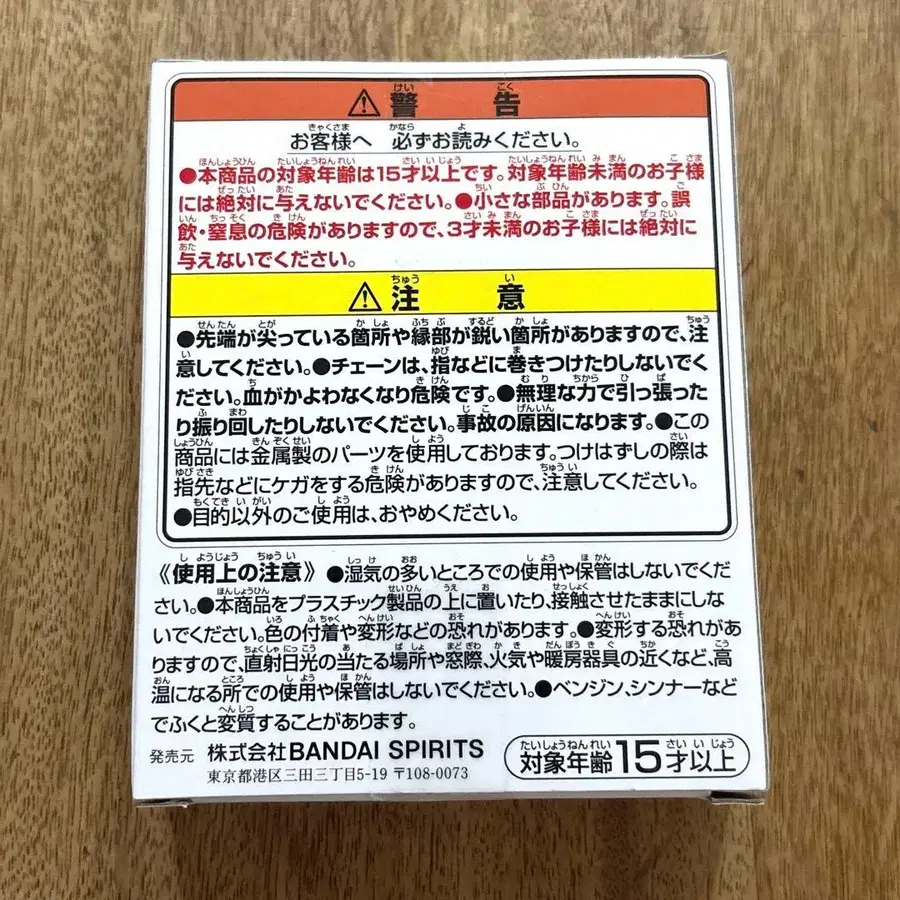 ⚠警告
お客様へ 必ずお読みください。
●本商品の対象年齢は15才以上です。対象年齢未満のお子様
には絶対に与えないでください。●小さな部品があります。誤
飲・窒息の危険がありますので、3才未満のお子様には絶対に
与えないでください。
⚠注意
●先端が尖っている箇所や縁部が鋭い箇所がありますので、注
意してください。●チェーンは、指などに巻きつけたりしないでく
ださい。血がかよわなくなり危険です。●無理な力で引っ張った
り振り回したりしないでください。事故の原因になります。●この
商品には金属製のパーツを使用しております。つけはずしの際は
指先などにケガをする危険がありますので、注意してください。
●目的以外のご使用は、おやめください。
《使用上の注意》●湿気の多いところでの使用や保管はしないでくだ
さい。●本商品をプラスチック製品の上に置いたり、接触させたままにしな
いでください。色の付着や変形などの恐れがあります。●変形する恐れがあ
りますので、直射日光の当たる場所や窓際、火気や暖房器具の近くなど、高
温になる所での使用や保管はしないでください。●ベンジン、シンナーなど
でふくと変質することがあります。
発売元 株式会社BANDAI SPIRITS
東京都港区三田三丁目5-19 〒108-0073
対象年齢15才以上